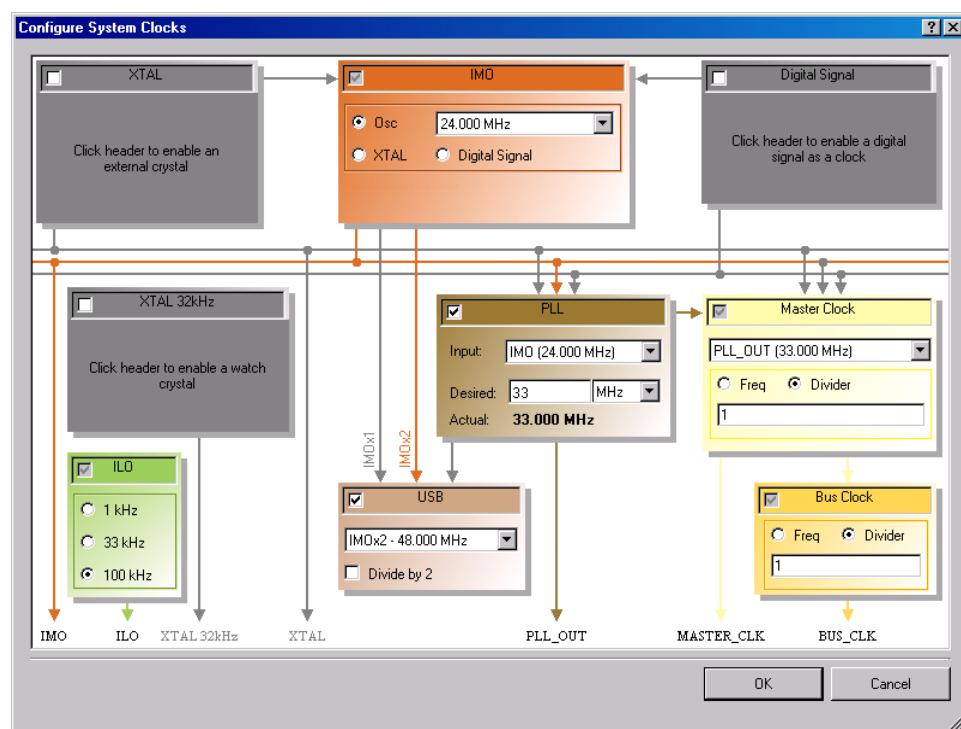 Configure System Clocks
XTAL
Click header to enable an
external crystal
IMO
Osc
24.000 MHz
XTAL
Digital Signal
Digital Signal
Click header to enable a digital
signal as a clock
XTAL 32kHz
Click header to enable a watch
crystal
PLL
Input:
IMO (24.000 MHz)
Desired:
33
MHz
Actual:
33.000 MHz
Master Clock
PLL_OUT (33.000 MHz)
Freq
Divider
1
ILO
1 kHz
33 kHz
100 kHz
IMOx1
IMOx2
USB
IMOx2 - 48.000 MHz
Divide by 2
Bus Clock
Freq
Divider
1
IMO
ILO
XTAL 32kHz
XTAL
PLL_OUT
MASTER_CLK
BUS_CLK
OK
Cancel